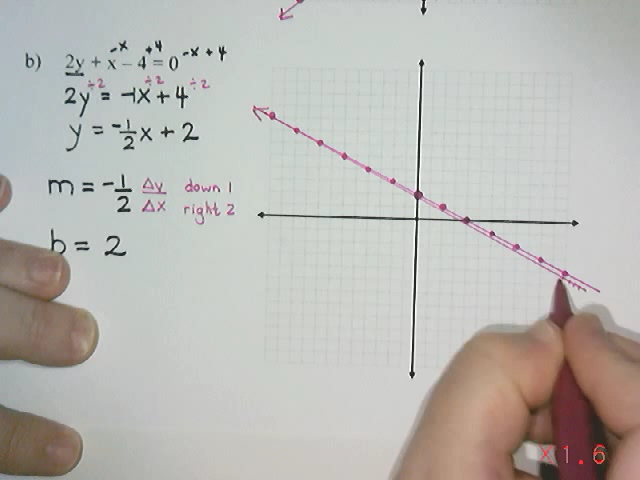 -x +4 -x + 4
b) 2y + x - 4 = 0
÷2 ÷2 ÷2
2y = -1x + 4
y = -1/2 x + 2
m = -1/2 Δy/Δx down 1 right 2
b = 2
×1.6